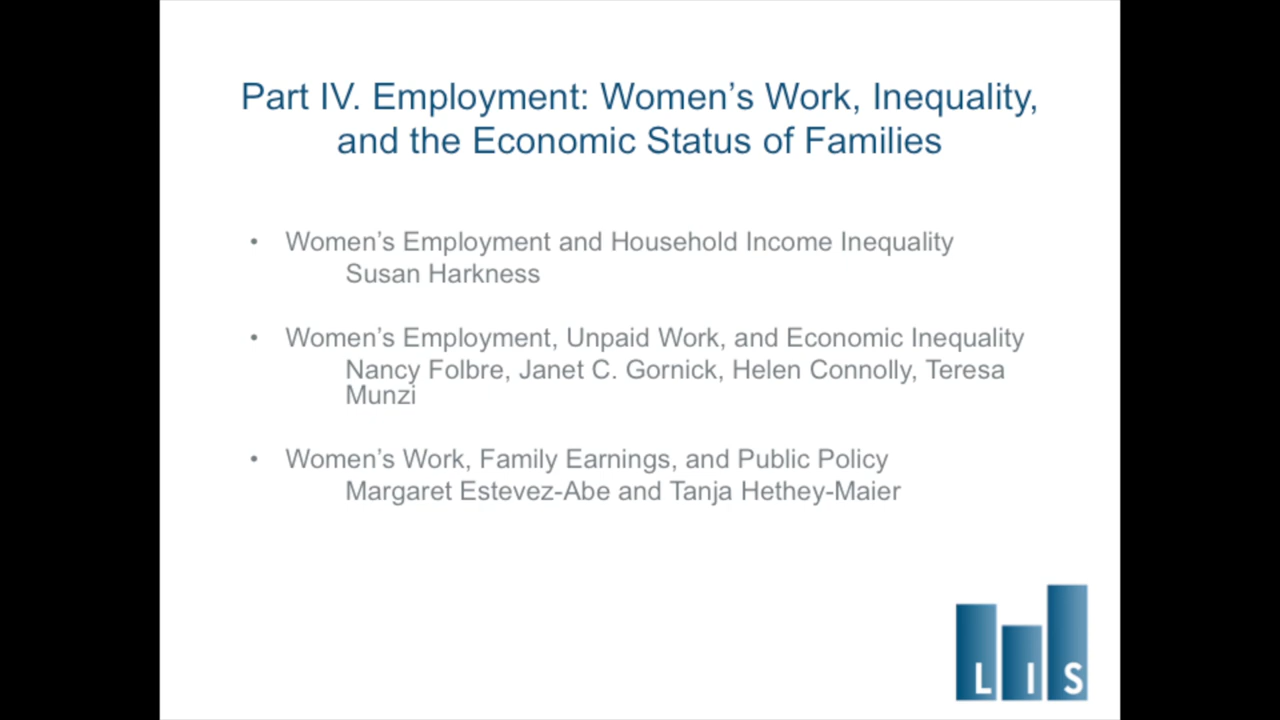 Part IV. Employment: Women’s Work, Inequality,
and the Economic Status of Families
• Women’s Employment and Household Income Inequality
Susan Harkness
• Women’s Employment, Unpaid Work, and Economic Inequality
Nancy Folbre, Janet C. Gornick, Helen Connolly, Teresa
Munzi
• Women’s Work, Family Earnings, and Public Policy
Margaret Estevez-Abe and Tanja Hethey-Maier
LIS